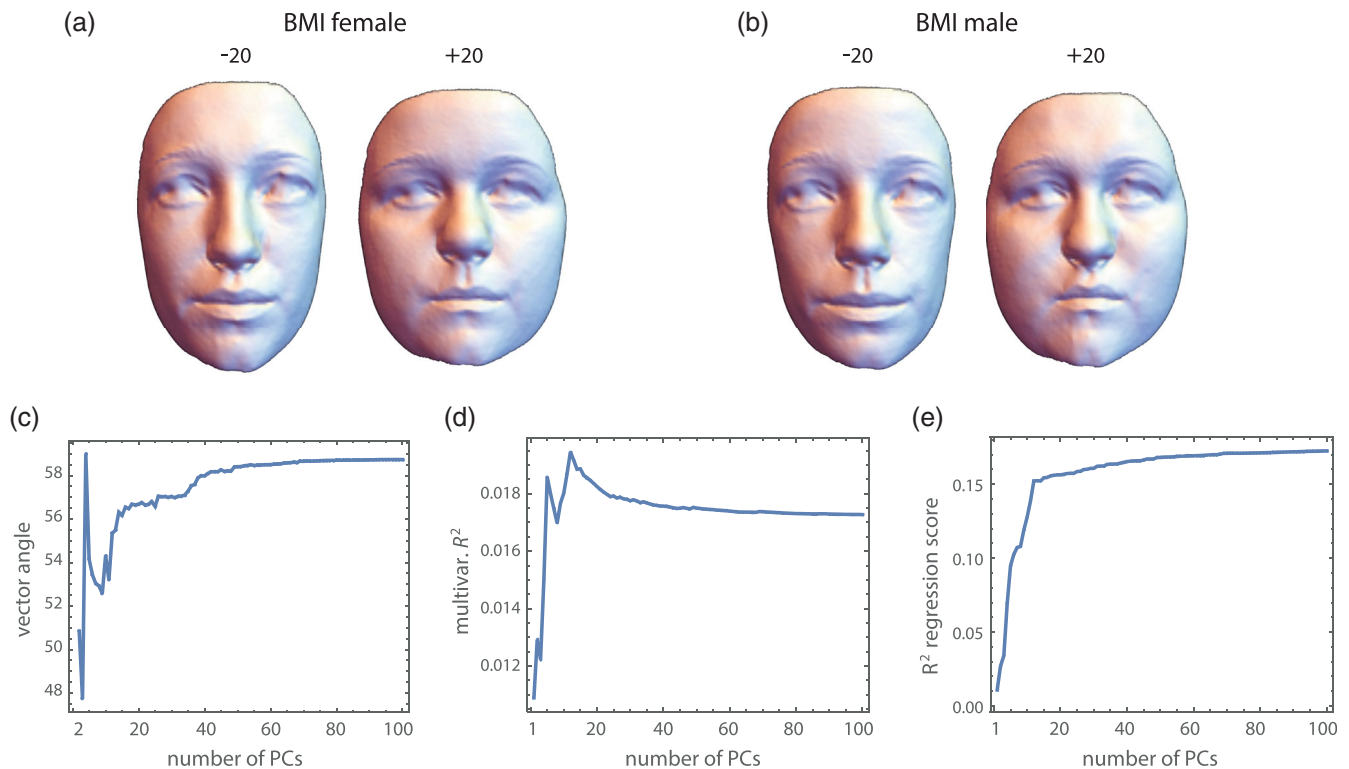 (a) BMI female
-20 +20
(b) BMI male
-20 +20
(c)
vector angle
58
56
54
52
50
48
2 20 40 60 80 100
number of PCs
(d)
multivar. R²
0.018
0.016
0.014
0.012
1 20 40 60 80 100
number of PCs
(e)
R² regression score
0.15
0.10
0.05
0.00
1 20 40 60 80 100
number of PCs